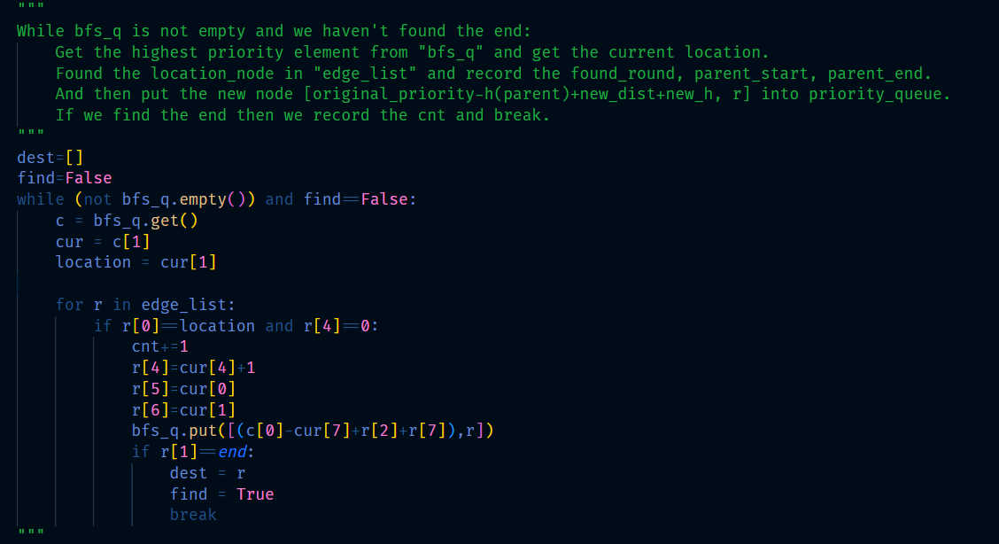 """
While bfs_q is not empty and we haven't found the end:
    Get the highest priority element from "bfs_q" and get the current location.
    Found the location_node in "edge_list" and record the found_round, parent_start, parent_end.
    And then put the new node [original_priority-h(parent)+new_dist+new_h, r] into priority_queue.
    If we find the end then we record the cnt and break.
"""
dest=[]
find=False
while (not bfs_q.empty()) and find==False:
    c = bfs_q.get()
    cur = c[1]
    location = cur[1]

    for r in edge_list:
        if r[0]==location and r[4]==0:
            cnt+=1
            r[4]=cur[4]+1
            r[5]=cur[0]
            r[6]=cur[1]
            bfs_q.put([(c[0]-cur[7]+r[2]+r[7]),r])
            if r[1]==end:
                dest = r
                find = True
                break
"""